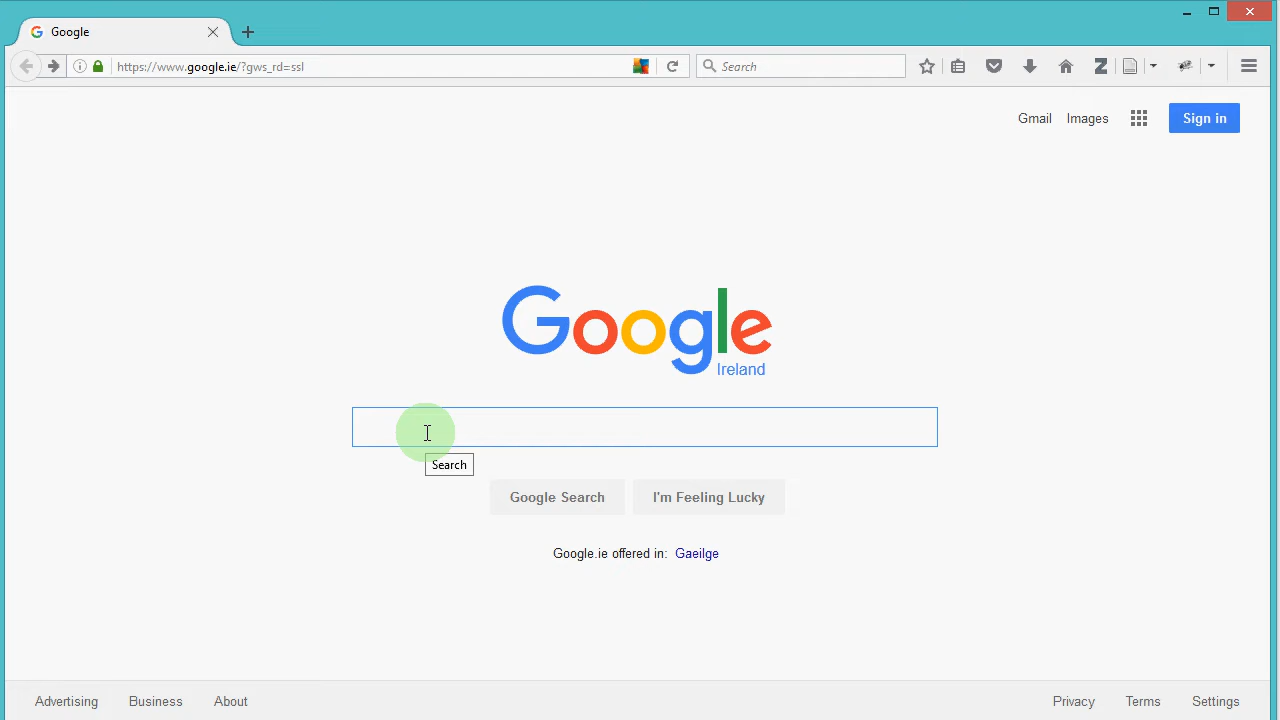 Google
https://www.google.ie/?gws_rd=ssl
Search
Gmail
Images
Sign in
Google
Ireland
Search
Google Search
I'm Feeling Lucky
Google.ie offered in: Gaeilge
Advertising
Business
About
Privacy
Terms
Settings